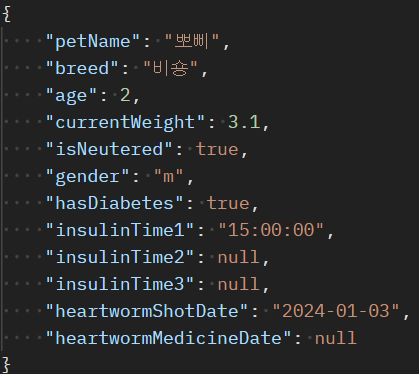 {
    "petName": "뽀삐",
    "breed": "비숑",
    "age": 2,
    "currentWeight": 3.1,
    "isNeutered": true,
    "gender": "m",
    "hasDiabetes": true,
    "insulinTime1": "15:00:00",
    "insulinTime2": null,
    "insulinTime3": null,
    "heartwormShotDate": "2024-01-03",
    "heartwormMedicineDate": null
}